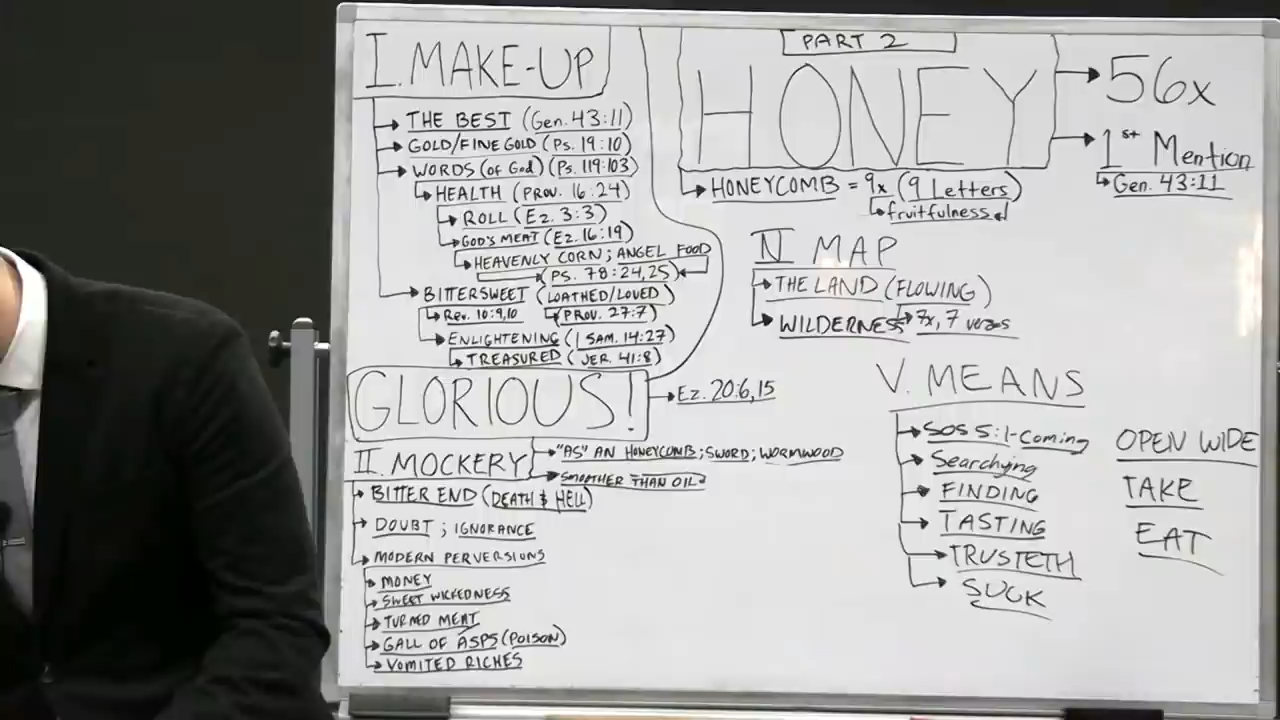 I. MAKE-UP
THE BEST (Gen. 43:11)
GOLD/FINE GOLD (Ps. 19:10)
WORDS (of God) (Ps. 119:103)
HEALTH (PROV. 16:24)
ROLL (Ez. 3:3)
GOD'S MEAT (Ez. 16:19)
HEAVENLY CORN; ANGEL FOOD
(PS. 78:24,25)
BITTERSWEET (LOATHED/LOVED)
Rev. 10:9,10 PROV. 27:7)
ENLIGHTENING (1 SAM. 14:27)
TREASURED (JER. 41:8)
GLORIOUS!
Ez. 20:6,15
II. MOCKERY
"AS" AN HONEYCOMB; SWORD; WORMWOOD
SMOOTHER THAN OIL
BITTER END (DEATH & HELL)
DOUBT; IGNORANCE
MODERN PERVERSIONS
MONEY
SWEET WICKEDNESS
TURNED MEAT
GALL OF ASPS (POISON)
VOMITED RICHES
PART 2
HONEY
56x
1st Mention
Gen. 43:11
HONEYCOMB = 9x (9 Letters)
fruitfulness
IV MAP
THE LAND (FLOWING)
WILDERNESS 7x, 7 verses
V. MEANS
SOS 5:1-Coming
Searchying
FINDING
TASTING
TRUSTETH
SUCK
OPEN WIDE
TAKE
EAT